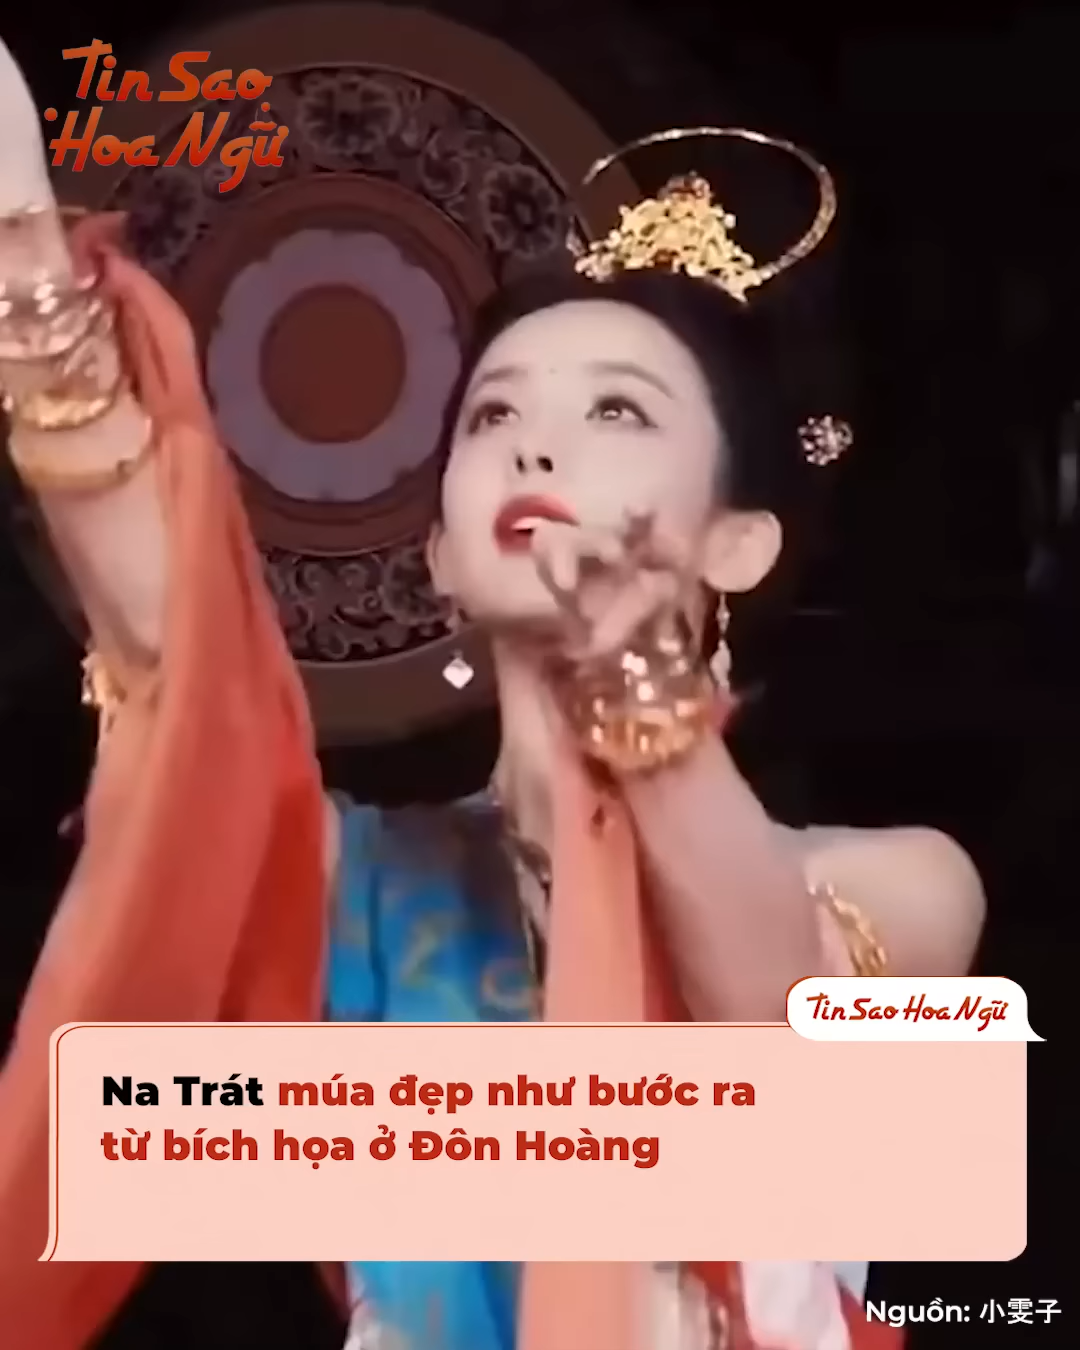 Tin Sao
Hoa Ngữ
Tin Sao Hoa Ngữ
Na Trát múa đẹp như bước ra
từ bích họa ở Đôn Hoàng
Nguồn: 小雯子